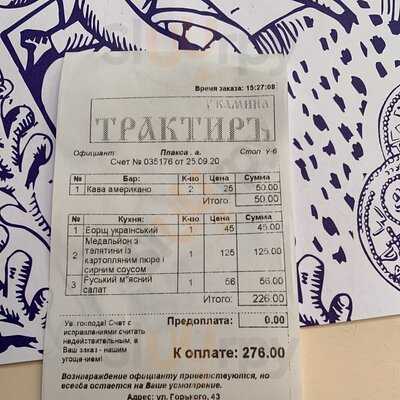 Время заказа: 15:27:08
У КАМИНА
ТРАКТИРЪ
Официант: Плакса . а. Стол У-6
Счет № 035176 от 25.09.20
№ Бар: К-во Цена Сумма
1 Кава американо 2 25 50.00
Итого: 50.00
№ Кухня: К-во Цена Сумма
1 Борщ український 1 45 45.00
2 Медальйон з телятини із картопляним пюре і сирним соусом 1 125 125.00
3 Руський м'ясний салат 1 56 56.00
Итого: 226.00
Ув. господа! Счет с
исправлениями считать
недействительным, а
Ваш заказ - нашим
угощением!
Предоплата: 0.00
К оплате: 276.00
Вознаграждение официанту приветствуются, но
всегда остается на Ваше усмотрение.
Адрес: ул. Горького, 43